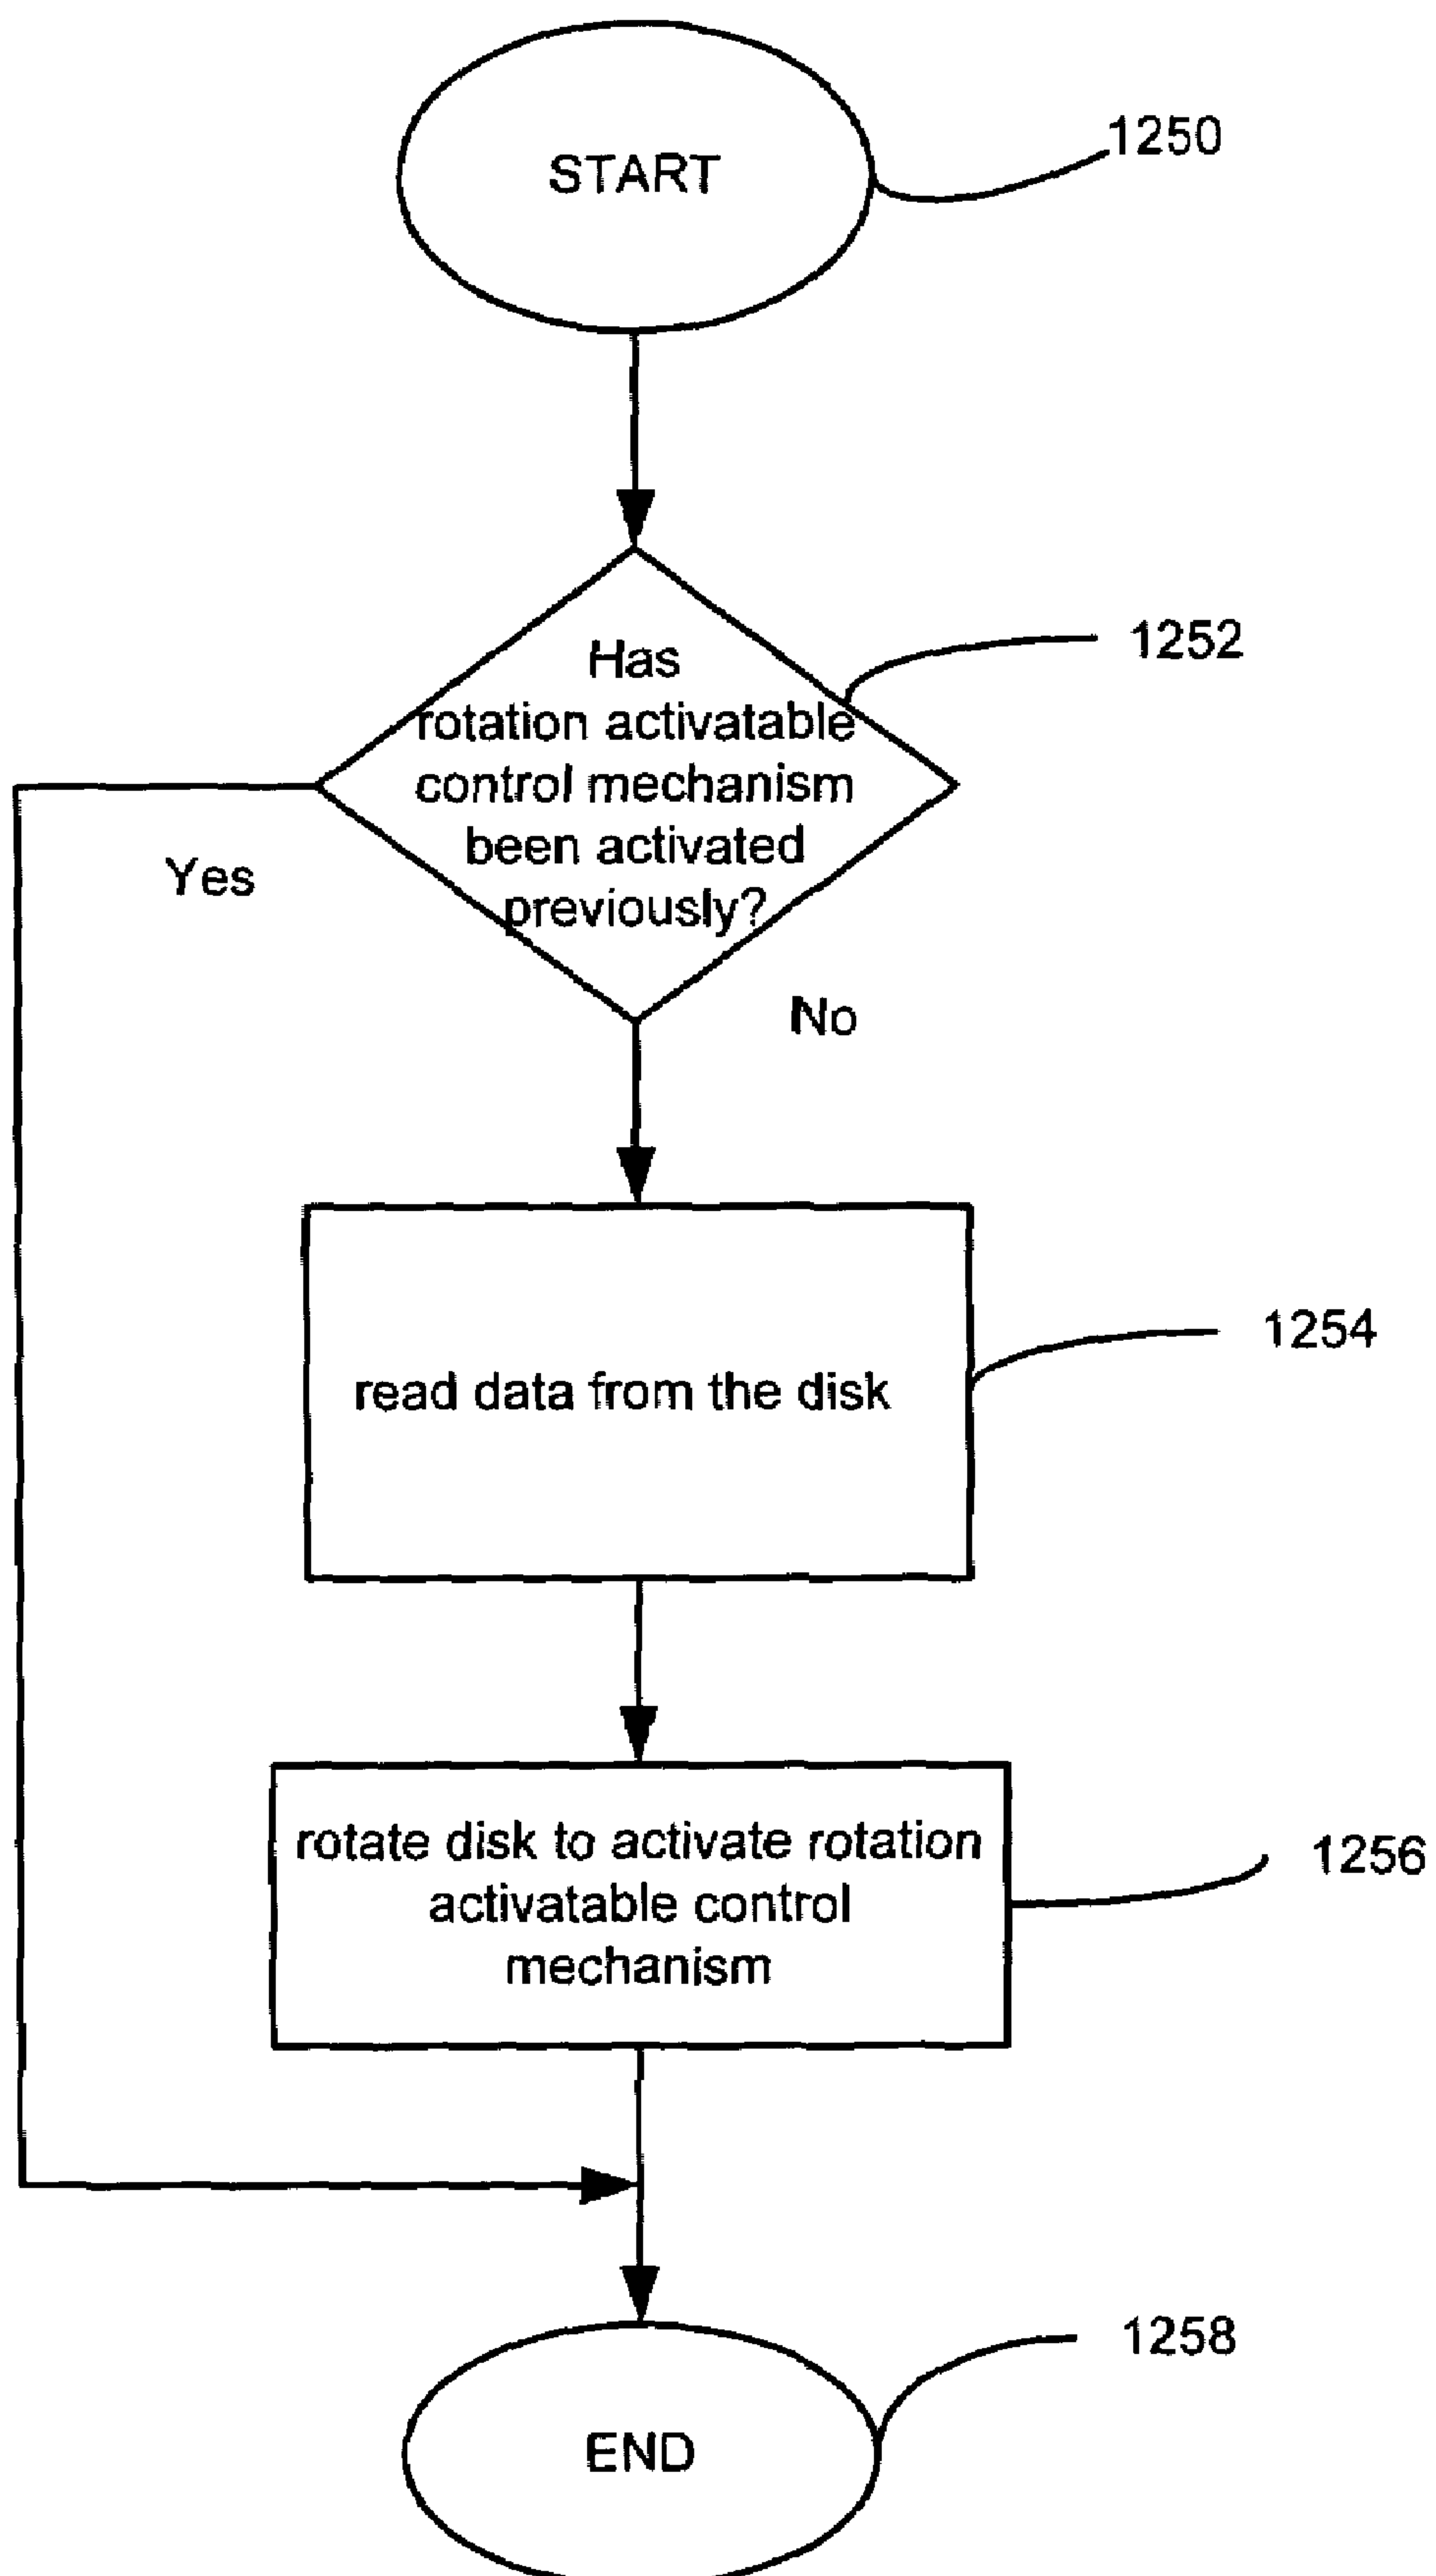 START
1250
Has
rotation activatable
control mechanism
been activated
previously?
1252
Yes
No
read data from the disk
1254
rotate disk to activate rotation
activatable control
mechanism
1256
END
1258